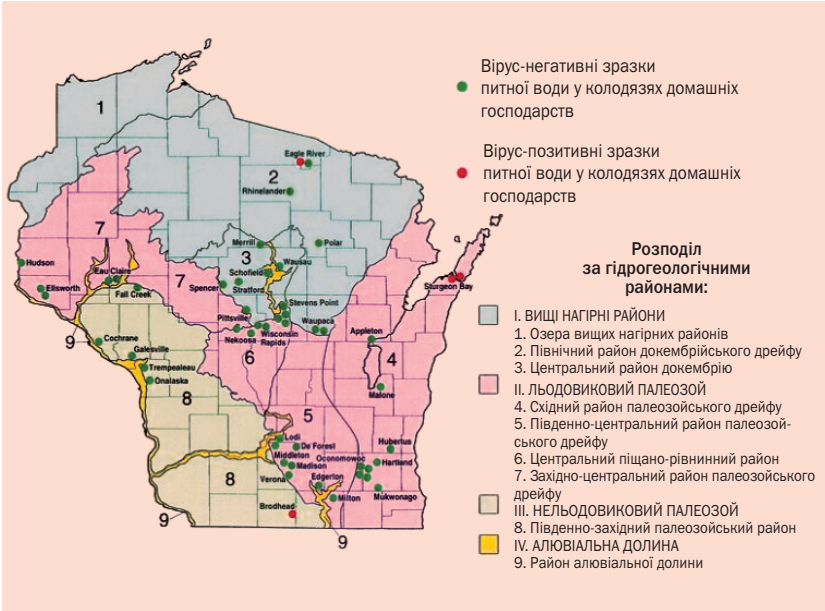 Вірус-негативні зразки
питної води у колодязях домашніх
господарств
Вірус-позитивні зразки
питної води у колодязях домашніх
господарств
Розподіл
за гідрогеологічними
районами:
І. ВИЩІ НАГІРНІ РАЙОНИ
1. Озера вищих нагірних районів
2. Північний район докембрійського дрейфу
3. Центральний район докембрію
ІІ. ЛЬОДОВИКОВИЙ ПАЛЕОЗОЙ
4. Східний район палеозойського дрейфу
5. Південно-центральний район палеозой-
ського дрейфу
6. Центральний піщано-рівнинний район
7. Західно-центральний район палеозойського
дрейфу
ІІІ. НЕЛЬОДОВИКОВИЙ ПАЛЕОЗОЙ
8. Південно-західний палеозойський район
IV. АЛЮВІАЛЬНА ДОЛИНА
9. Район алювіальної долини
1
Eagle River
2
Rhinelander
7
Merrill
Polar
3
Hudson
Wausau
Eau Claire
Schofield
7
Stratford
Spencer
Ellsworth
Fall Creek
Sturgeon Bay
Stevens Point
Pittsville
Waupaca
Appleton
9
Cochrane
Nekoosa
Wisconsin
Rapids
Galesville
6
4
Trempealeau
Onalaska
Malone
8
5
Lodi
De Forest
Hubertus
Middleton
Oconomowoc
Hartland
Madison
8
Verona
Edgerton
Milton
Mukwonago
Brodhead
9
9